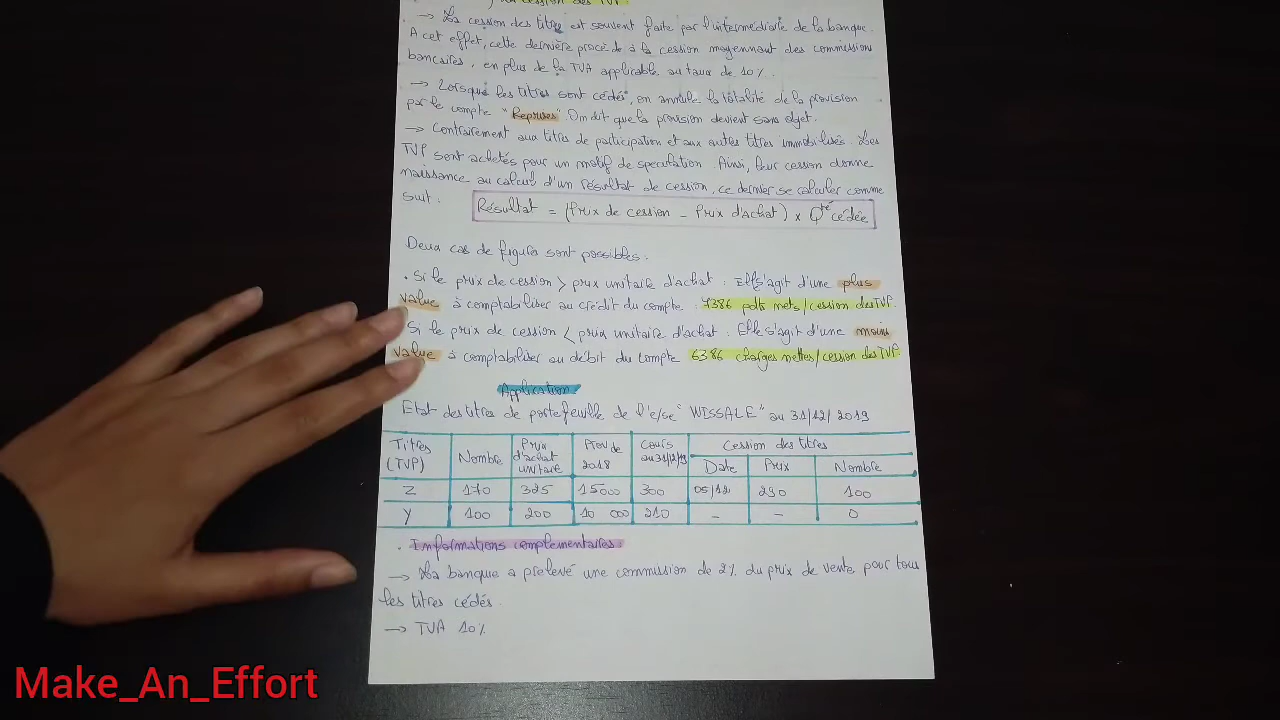 la cession des TVP
→ La cession des titres est souvent faite par l'intermédiaire de la banque.
A cet effet, cette dernière procède à la cession moyennant des commissions
bancaires, en plus de la TVA applicable au taux de 10%.
→ Lorsque les titres sont cédés, on annule la totalité de la provision
par le compte "Reprises". On dit que la provision devient sans objet.
→ Contrairement aux titres de participation et aux autres titres immobilisés. Les
TVP sont achetés pour un motif de speculation. Ainsi, leur cession donne
naissance au calcul d'un résultat de cession, ce dernier se calculer comme
suit :
Résultat = (Prix de cession - Prix d'Achat) x Qté cédée
Deux cas de figure sont possibles.
• Si le prix de cession > prix unitaire d'achat : Elle s'agit d'une plus
value à comptabiliser au crédit du compte : 7386 pdts nets/cession des TVP.
• Si le prix de cession < prix unitaire d'achat : Elle s'agit d'une moins
value à comptabiliser au débit du compte 6386 charges nettes/cession des TVP
Application
Etat des titres de portefeuille de l'e/se "WISSALE" au 31/12/2019
Titres (TVP) Nombre Prix d'achat unitaire Prov de 2018 Cours au 31/12/19 Cession des titres
Date Prix Nombre
Z 170 325 15000 300 05/12 290 100
Y 100 200 10 000 210 - - 0
• Informations complementaires :
→ La banque a prélevé une commission de 2% du prix de vente pour tous
les titres cédés.
→ TVA 10%
Make_An_Effort